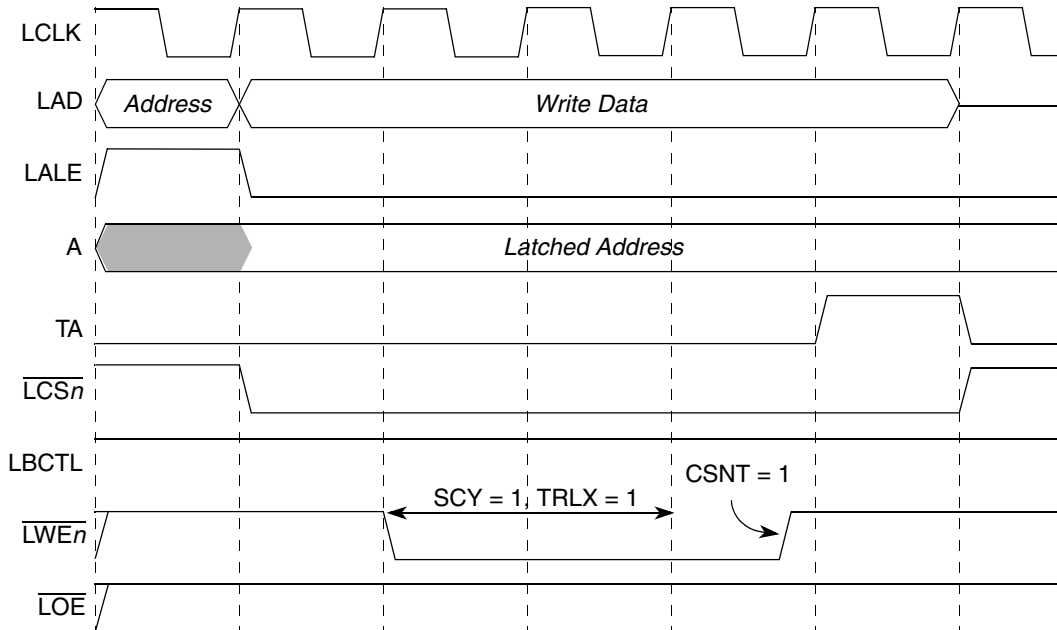 LCLK
LAD Address Write Data
LALE
A Latched Address
TA
LCSn
LBCTL
CSNT = 1
SCY = 1, TRLX = 1
LWEn
LOE